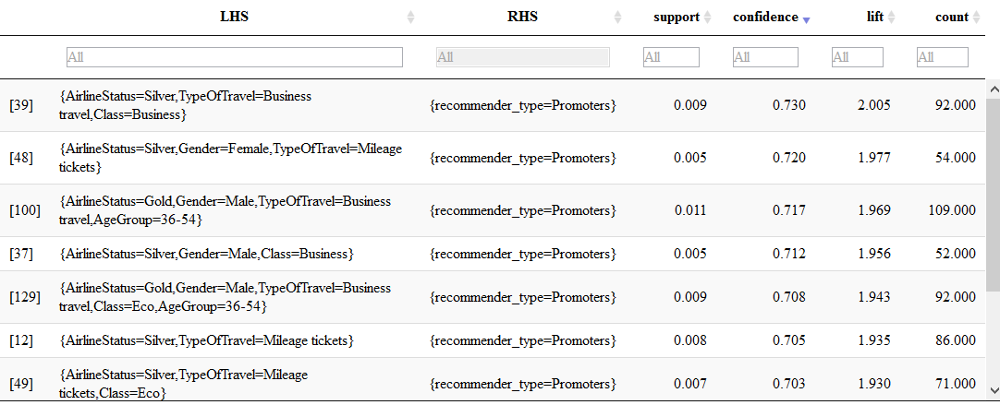 LHS RHS support confidence lift count
All All All All All All
[39] {AirlineStatus=Silver,TypeOfTravel=Business {recommender_type=Promoters} 0.009 0.730 2.005 92.000
travel,Class=Business}
[48] {AirlineStatus=Silver,Gender=Female,TypeOfTravel=Mileage {recommender_type=Promoters} 0.005 0.720 1.977 54.000
tickets}
[100] {AirlineStatus=Gold,Gender=Male,TypeOfTravel=Business {recommender_type=Promoters} 0.011 0.717 1.969 109.000
travel,AgeGroup=36-54}
[37] {AirlineStatus=Silver,Gender=Male,Class=Business} {recommender_type=Promoters} 0.005 0.712 1.956 52.000
[129] {AirlineStatus=Gold,Gender=Male,TypeOfTravel=Business {recommender_type=Promoters} 0.009 0.708 1.943 92.000
travel,Class=Eco,AgeGroup=36-54}
[12] {AirlineStatus=Silver,TypeOfTravel=Mileage tickets} {recommender_type=Promoters} 0.008 0.705 1.935 86.000
[49] {AirlineStatus=Silver,TypeOfTravel=Mileage {recommender_type=Promoters} 0.007 0.703 1.930 71.000
tickets,Class=Eco}